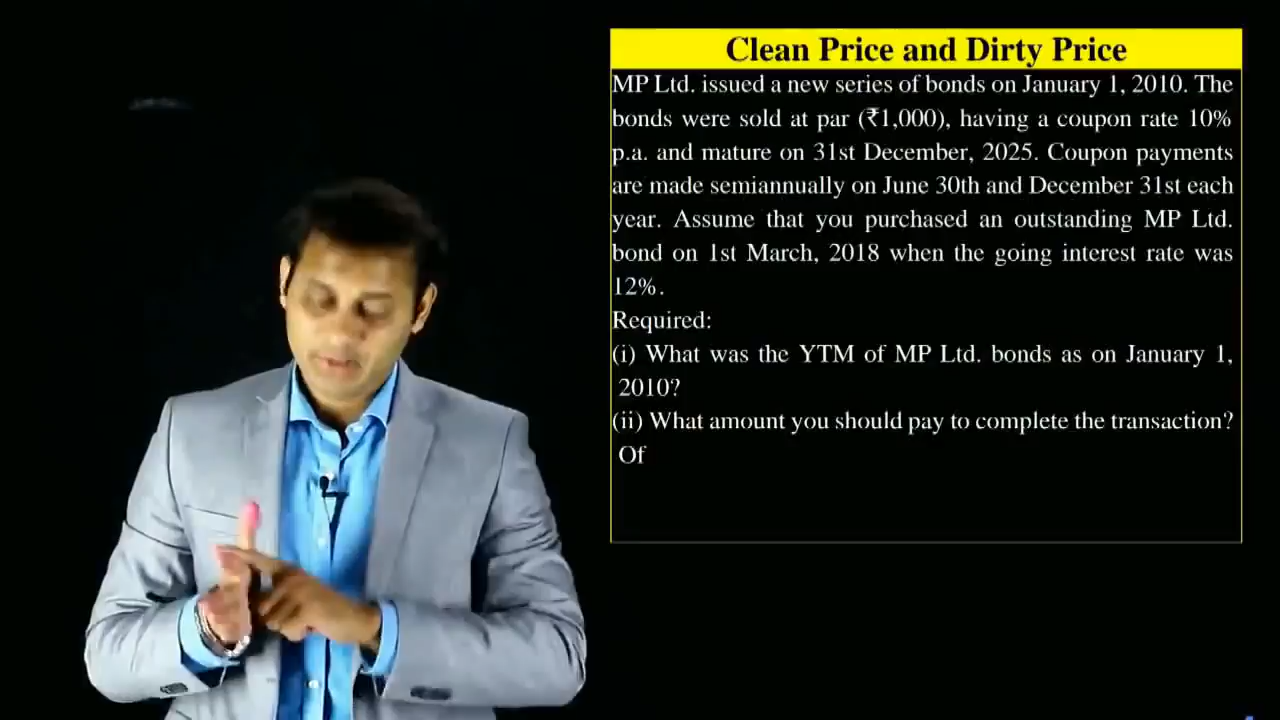 Clean Price and Dirty Price
MP Ltd. issued a new series of bonds on January 1, 2010. The
bonds were sold at par (₹1,000), having a coupon rate 10%
p.a. and mature on 31st December, 2025. Coupon payments
are made semiannually on June 30th and December 31st each
year. Assume that you purchased an outstanding MP Ltd.
bond on 1st March, 2018 when the going interest rate was
12%.
Required:
(i) What was the YTM of MP Ltd. bonds as on January 1,
2010?
(ii) What amount you should pay to complete the transaction?
Of